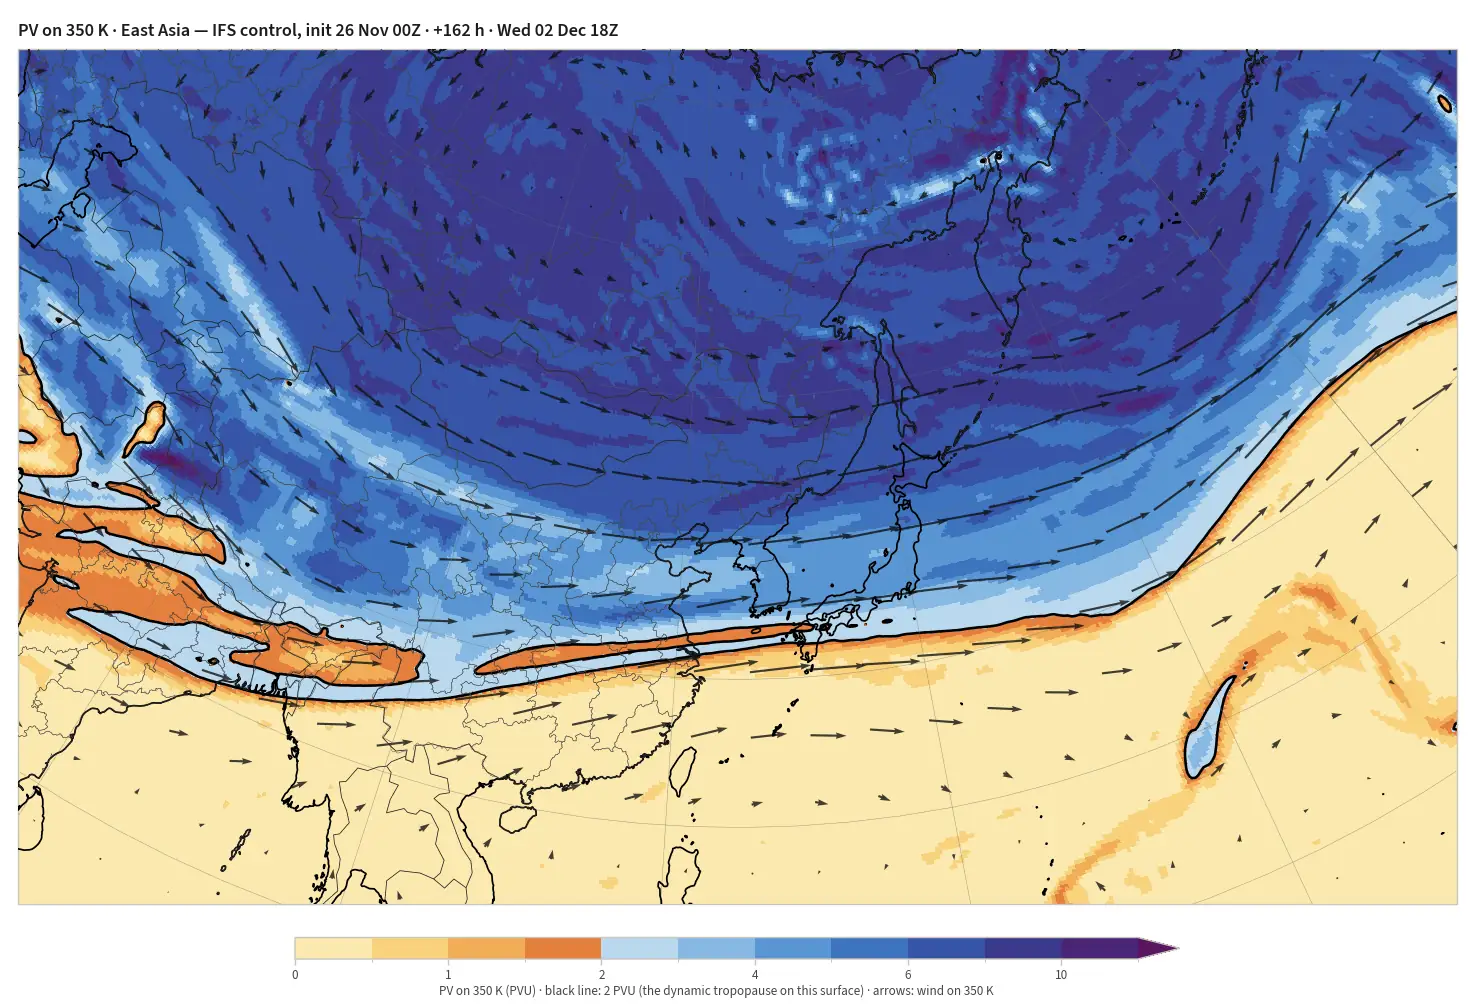 PV on 350 K · East Asia — IFS control, init 26 Nov 00Z · +162 h · Wed 02 Dec 18Z
0 1 2 4 6 10
PV on 350 K (PVU) · black line: 2 PVU (the dynamic tropopause on this surface) · arrows: wind on 350 K